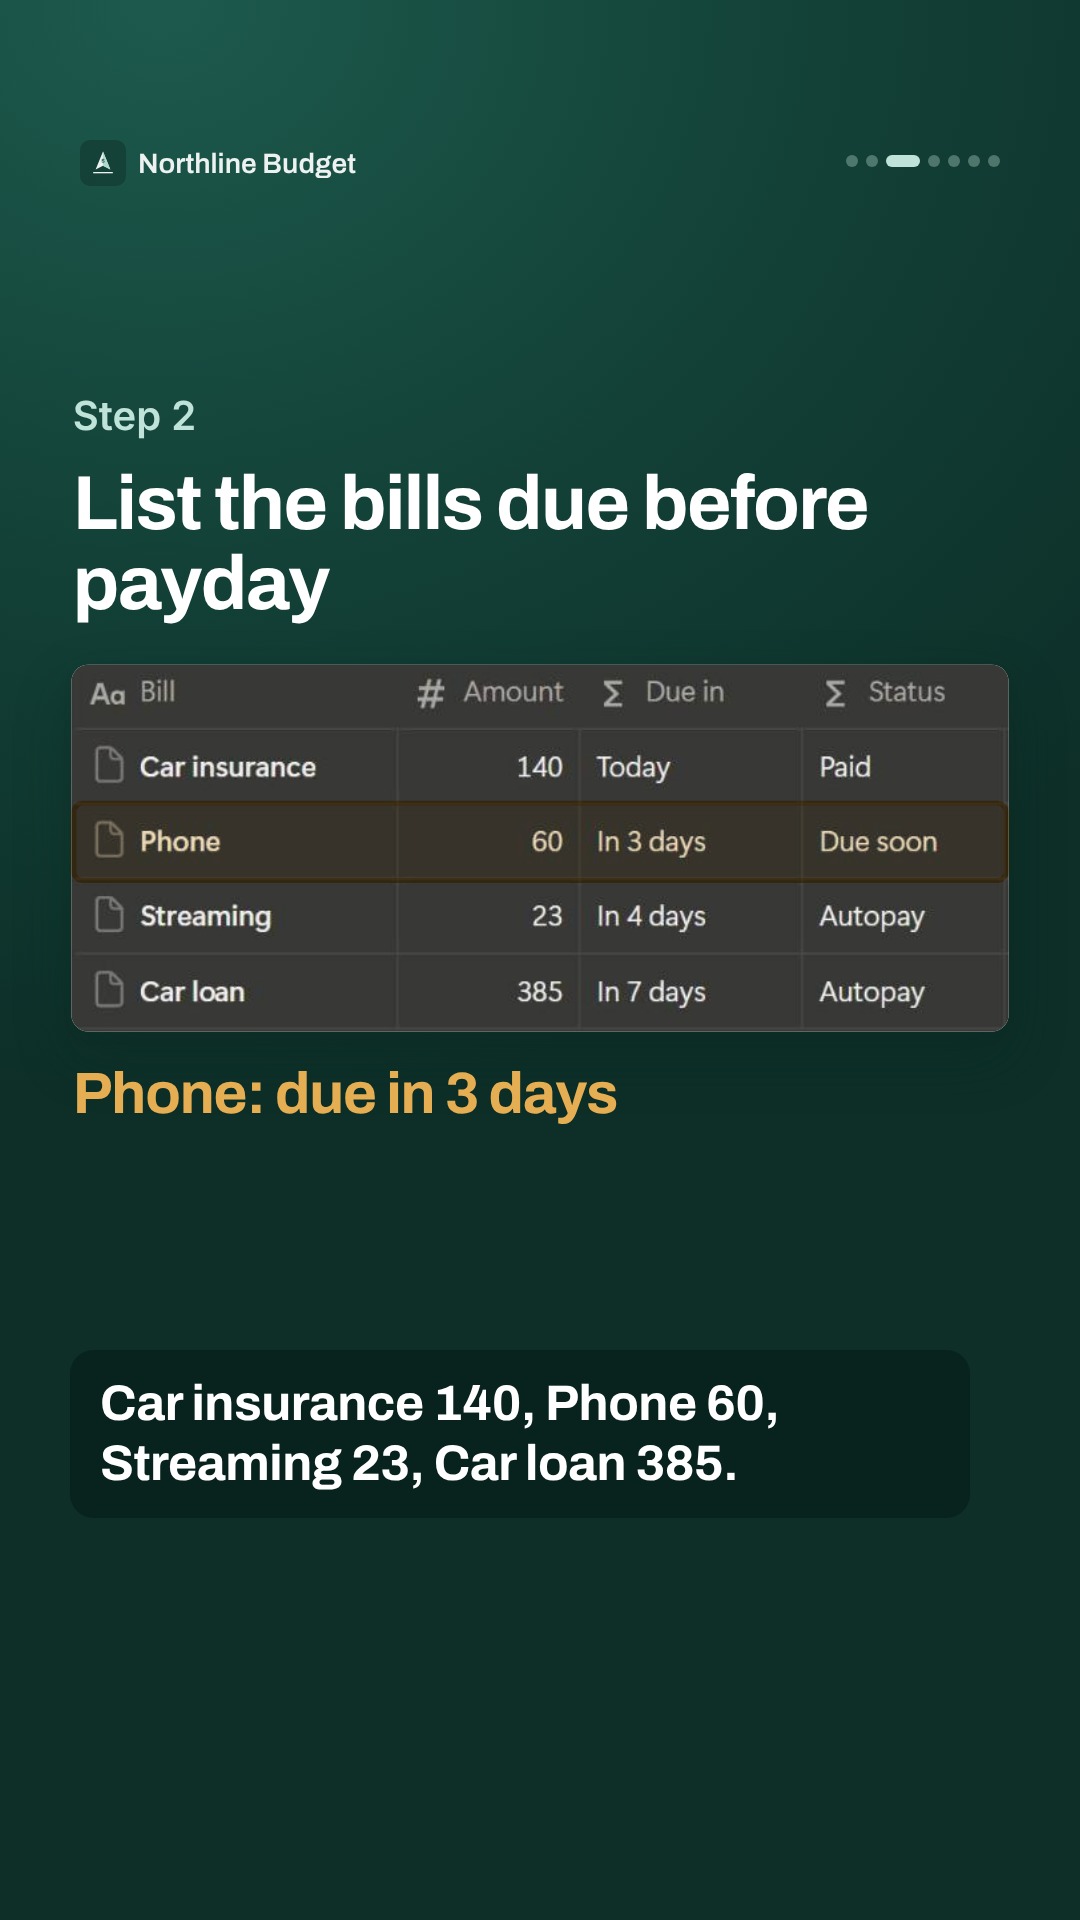 Northline Budget
Step 2
List the bills due before
payday
Aa Bill # Amount Σ Due in Σ Status
Car insurance 140 Today Paid
Phone 60 In 3 days Due soon
Streaming 23 In 4 days Autopay
Car loan 385 In 7 days Autopay
Phone: due in 3 days
Car insurance 140, Phone 60,
Streaming 23, Car loan 385.